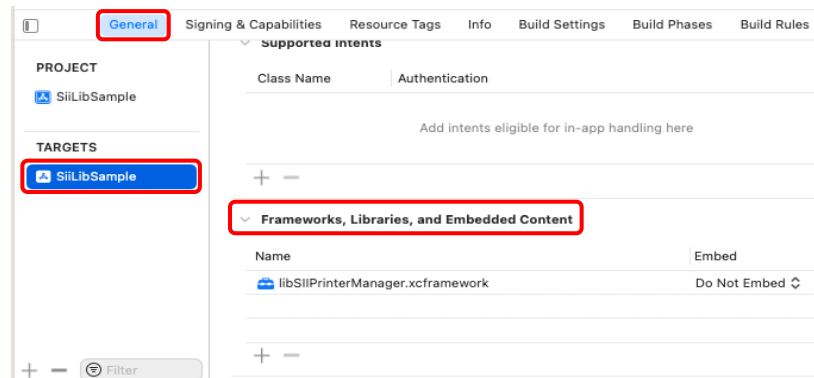 General Signing & Capabilities Resource Tags Info Build Settings Build Phases Build Rules
PROJECT
SiiLibSample
TARGETS
SiiLibSample
Filter
Supported Intents
Class Name Authentication
Add intents eligible for in-app handling here
Frameworks, Libraries, and Embedded Content
Name Embed
libSIIPrinterManager.xcframework Do Not Embed